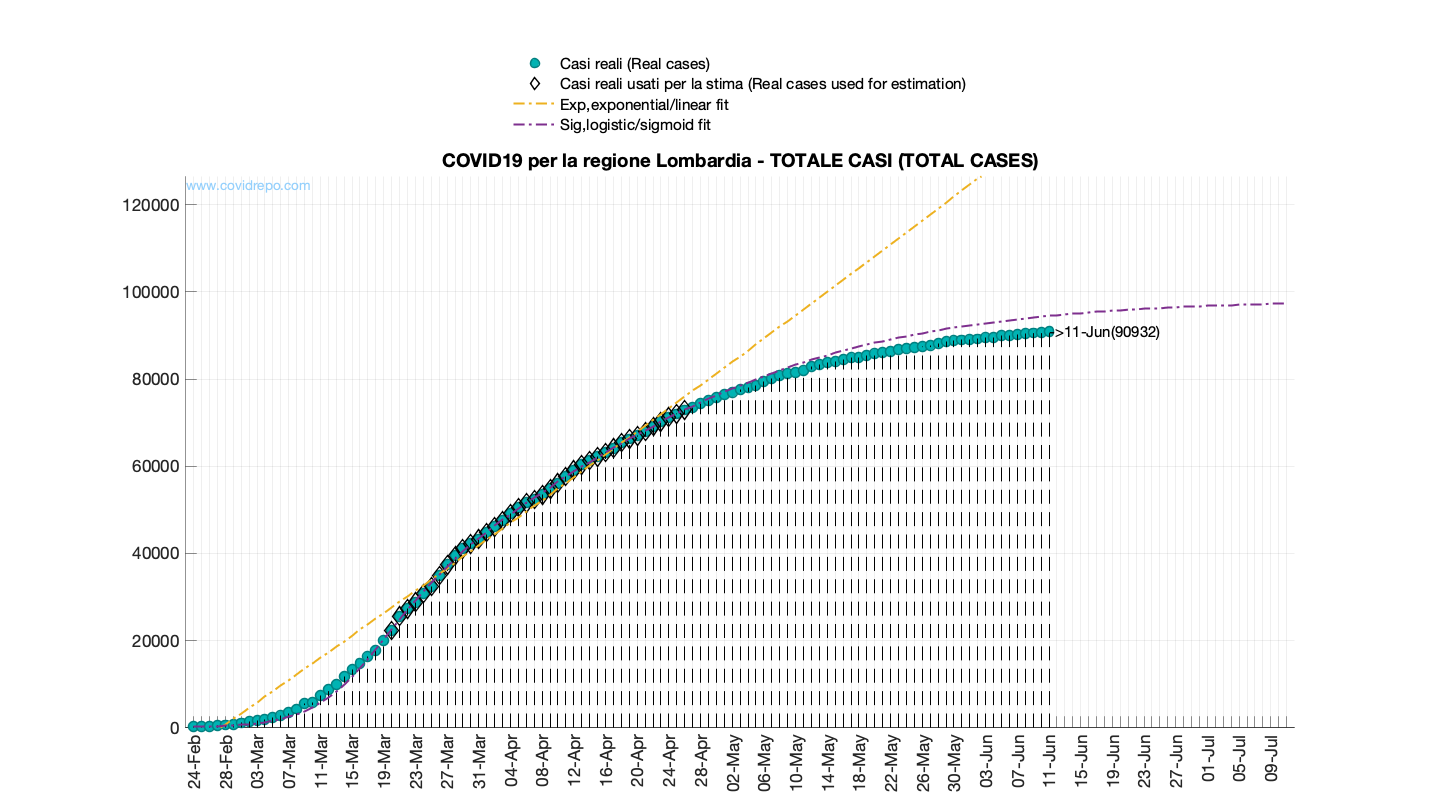 Casi reali (Real cases)
Casi reali usati per la stima (Real cases used for estimation)
Exp,exponential/linear fit
Sig,logistic/sigmoid fit
COVID19 per la regione Lombardia - TOTALE CASI (TOTAL CASES)
www.covidrepo.com
120000
100000
80000
60000
40000
20000
0
>11-Jun(90932)
24-Feb
28-Feb
03-Mar
07-Mar
11-Mar
15-Mar
19-Mar
23-Mar
27-Mar
31-Mar
04-Apr
08-Apr
12-Apr
16-Apr
20-Apr
24-Apr
28-Apr
02-May
06-May
10-May
14-May
18-May
22-May
26-May
30-May
03-Jun
07-Jun
11-Jun
15-Jun
19-Jun
23-Jun
27-Jun
01-Jul
05-Jul
09-Jul